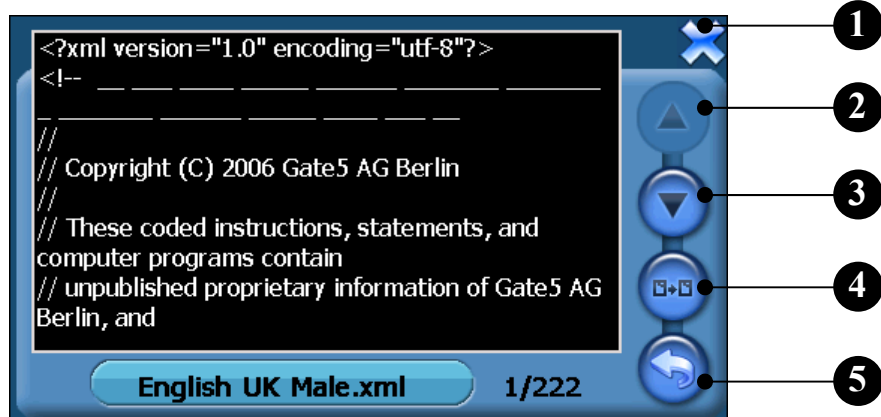 <?xml version="1.0" encoding="utf-8"?>
<!-- __ ___ ____ ______ ______ _______ _______
_ _______ ______ _____ ____ ___ __
//
// Copyright (C) 2006 Gate5 AG Berlin
//
// These coded instructions, statements, and
computer programs contain
// unpublished proprietary information of Gate5 AG
Berlin, and
English UK Male.xml 1/222
1
2
3
4
5